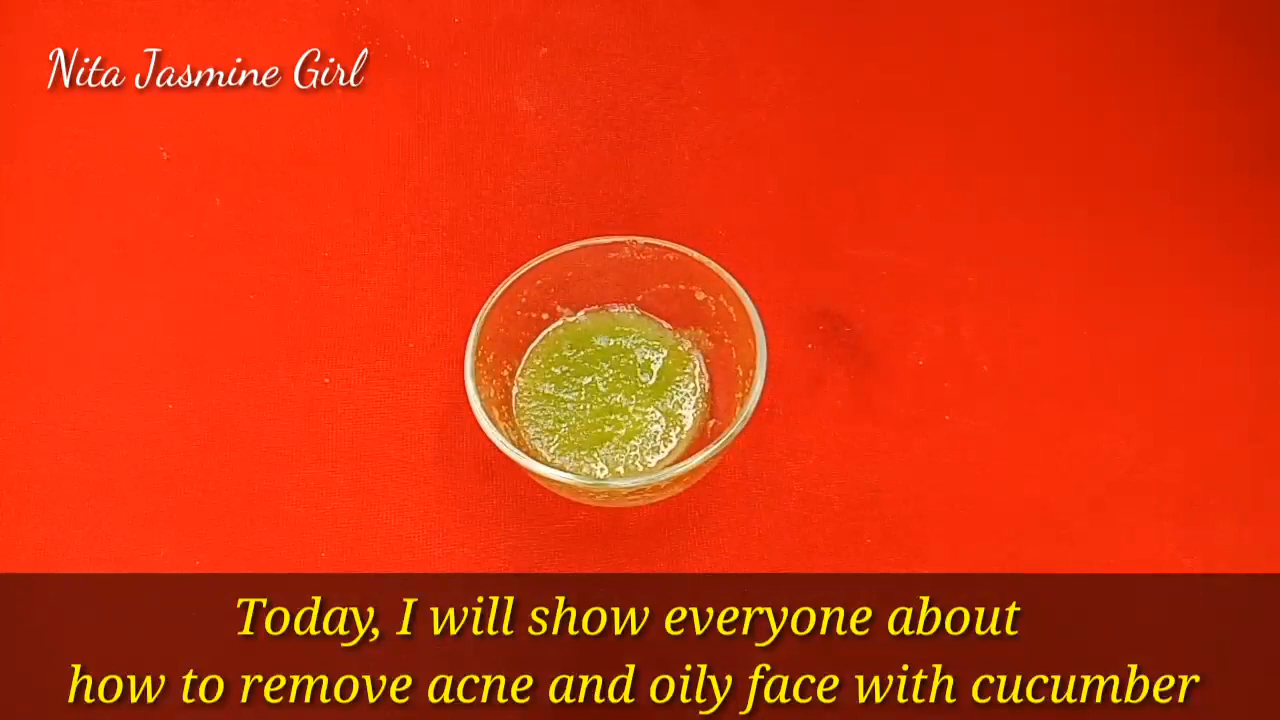 Nita Jasmine Girl
Today, I will show everyone about
how to remove acne and oily face with cucumber